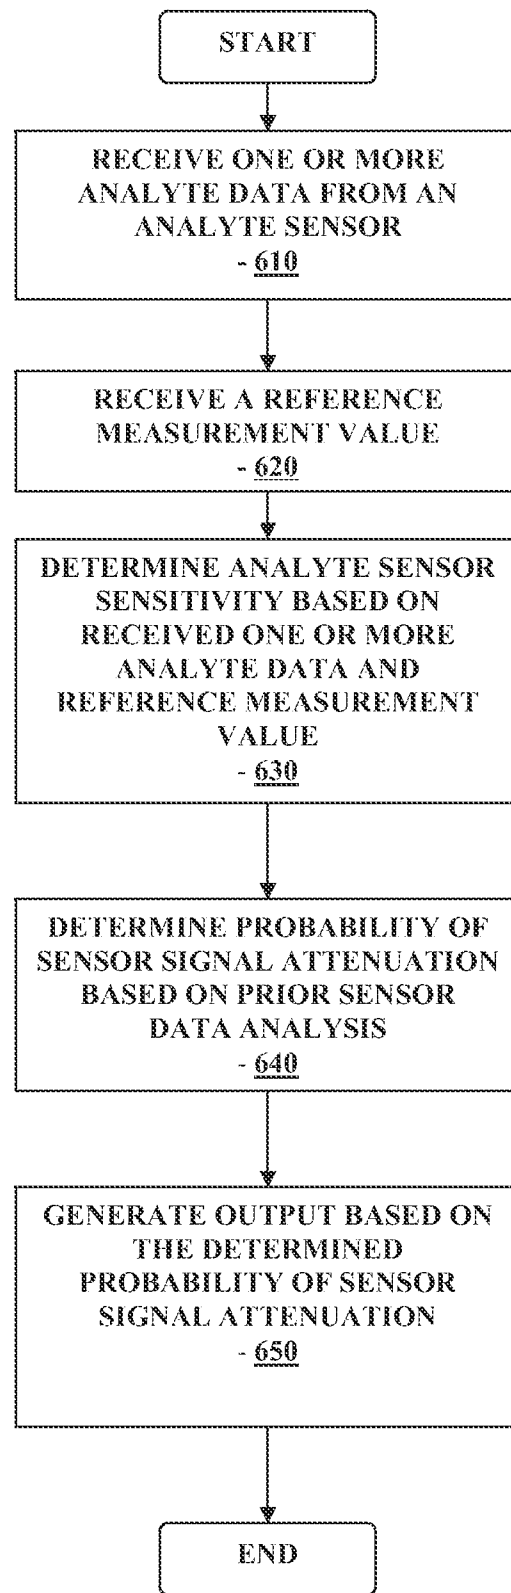 START
RECEIVE ONE OR MORE
ANALYTE DATA FROM AN
ANALYTE SENSOR
- 610
RECEIVE A REFERENCE
MEASUREMENT VALUE
- 620
DETERMINE ANALYTE SENSOR
SENSITIVITY BASED ON
RECEIVED ONE OR MORE
ANALYTE DATA AND
REFERENCE MEASUREMENT
VALUE
- 630
DETERMINE PROBABILITY OF
SENSOR SIGNAL ATTENUATION
BASED ON PRIOR SENSOR
DATA ANALYSIS
- 640
GENERATE OUTPUT BASED ON
THE DETERMINED
PROBABILITY OF SENSOR
SIGNAL ATTENUATION
- 650
END